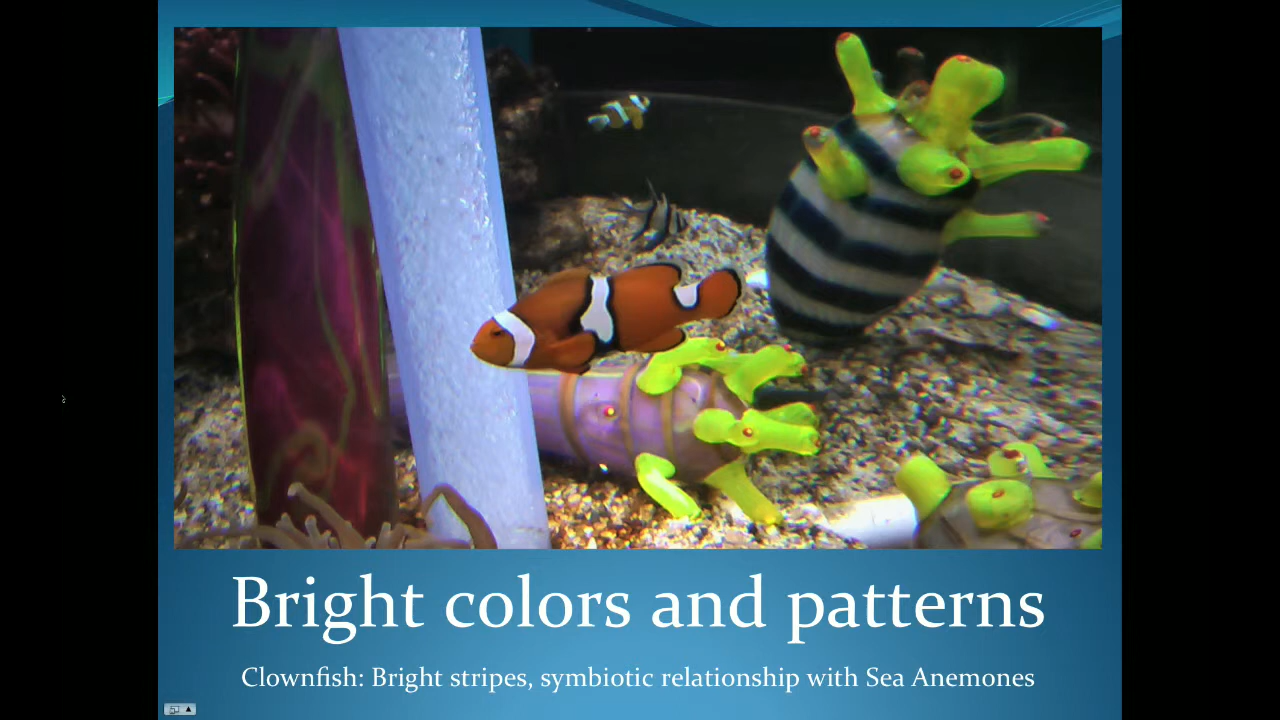 Bright colors and patterns
Clownfish: Bright stripes, symbiotic relationship with Sea Anemones